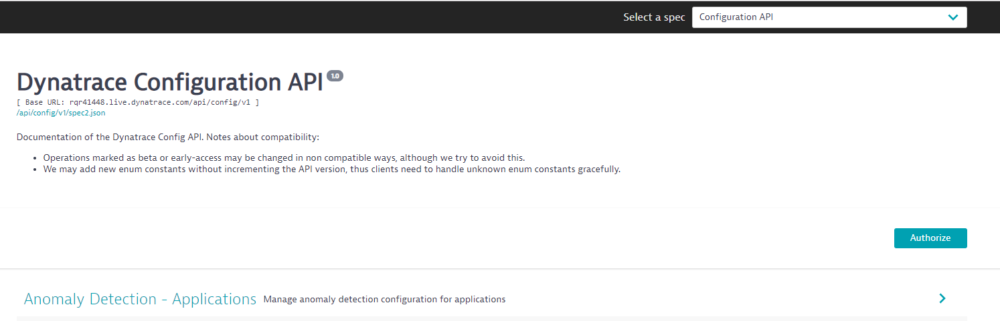 Select a spec Configuration API
Dynatrace Configuration API 1.0
[ Base URL: rqr41448.live.dynatrace.com/api/config/v1 ]
/api/config/v1/spec2.json
Documentation of the Dynatrace Config API. Notes about compatibility:
• Operations marked as beta or early-access may be changed in non compatible ways, although we try to avoid this.
• We may add new enum constants without incrementing the API version, thus clients need to handle unknown enum constants gracefully.
Authorize
Anomaly Detection - Applications Manage anomaly detection configuration for applications